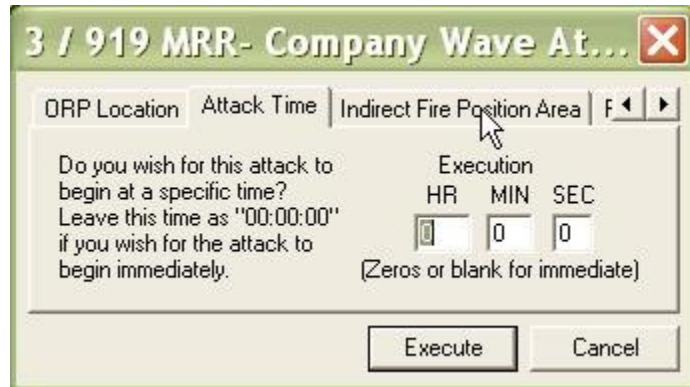 3 / 919 MRR- Company Wave At...
ORP Location Attack Time Indirect Fire Position Area
Do you wish for this attack to
begin at a specific time?
Leave this time as "00:00:00"
if you wish for the attack to
begin immediately.
Execution
HR MIN SEC
0 0 0
(Zeros or blank for immediate)
Execute Cancel